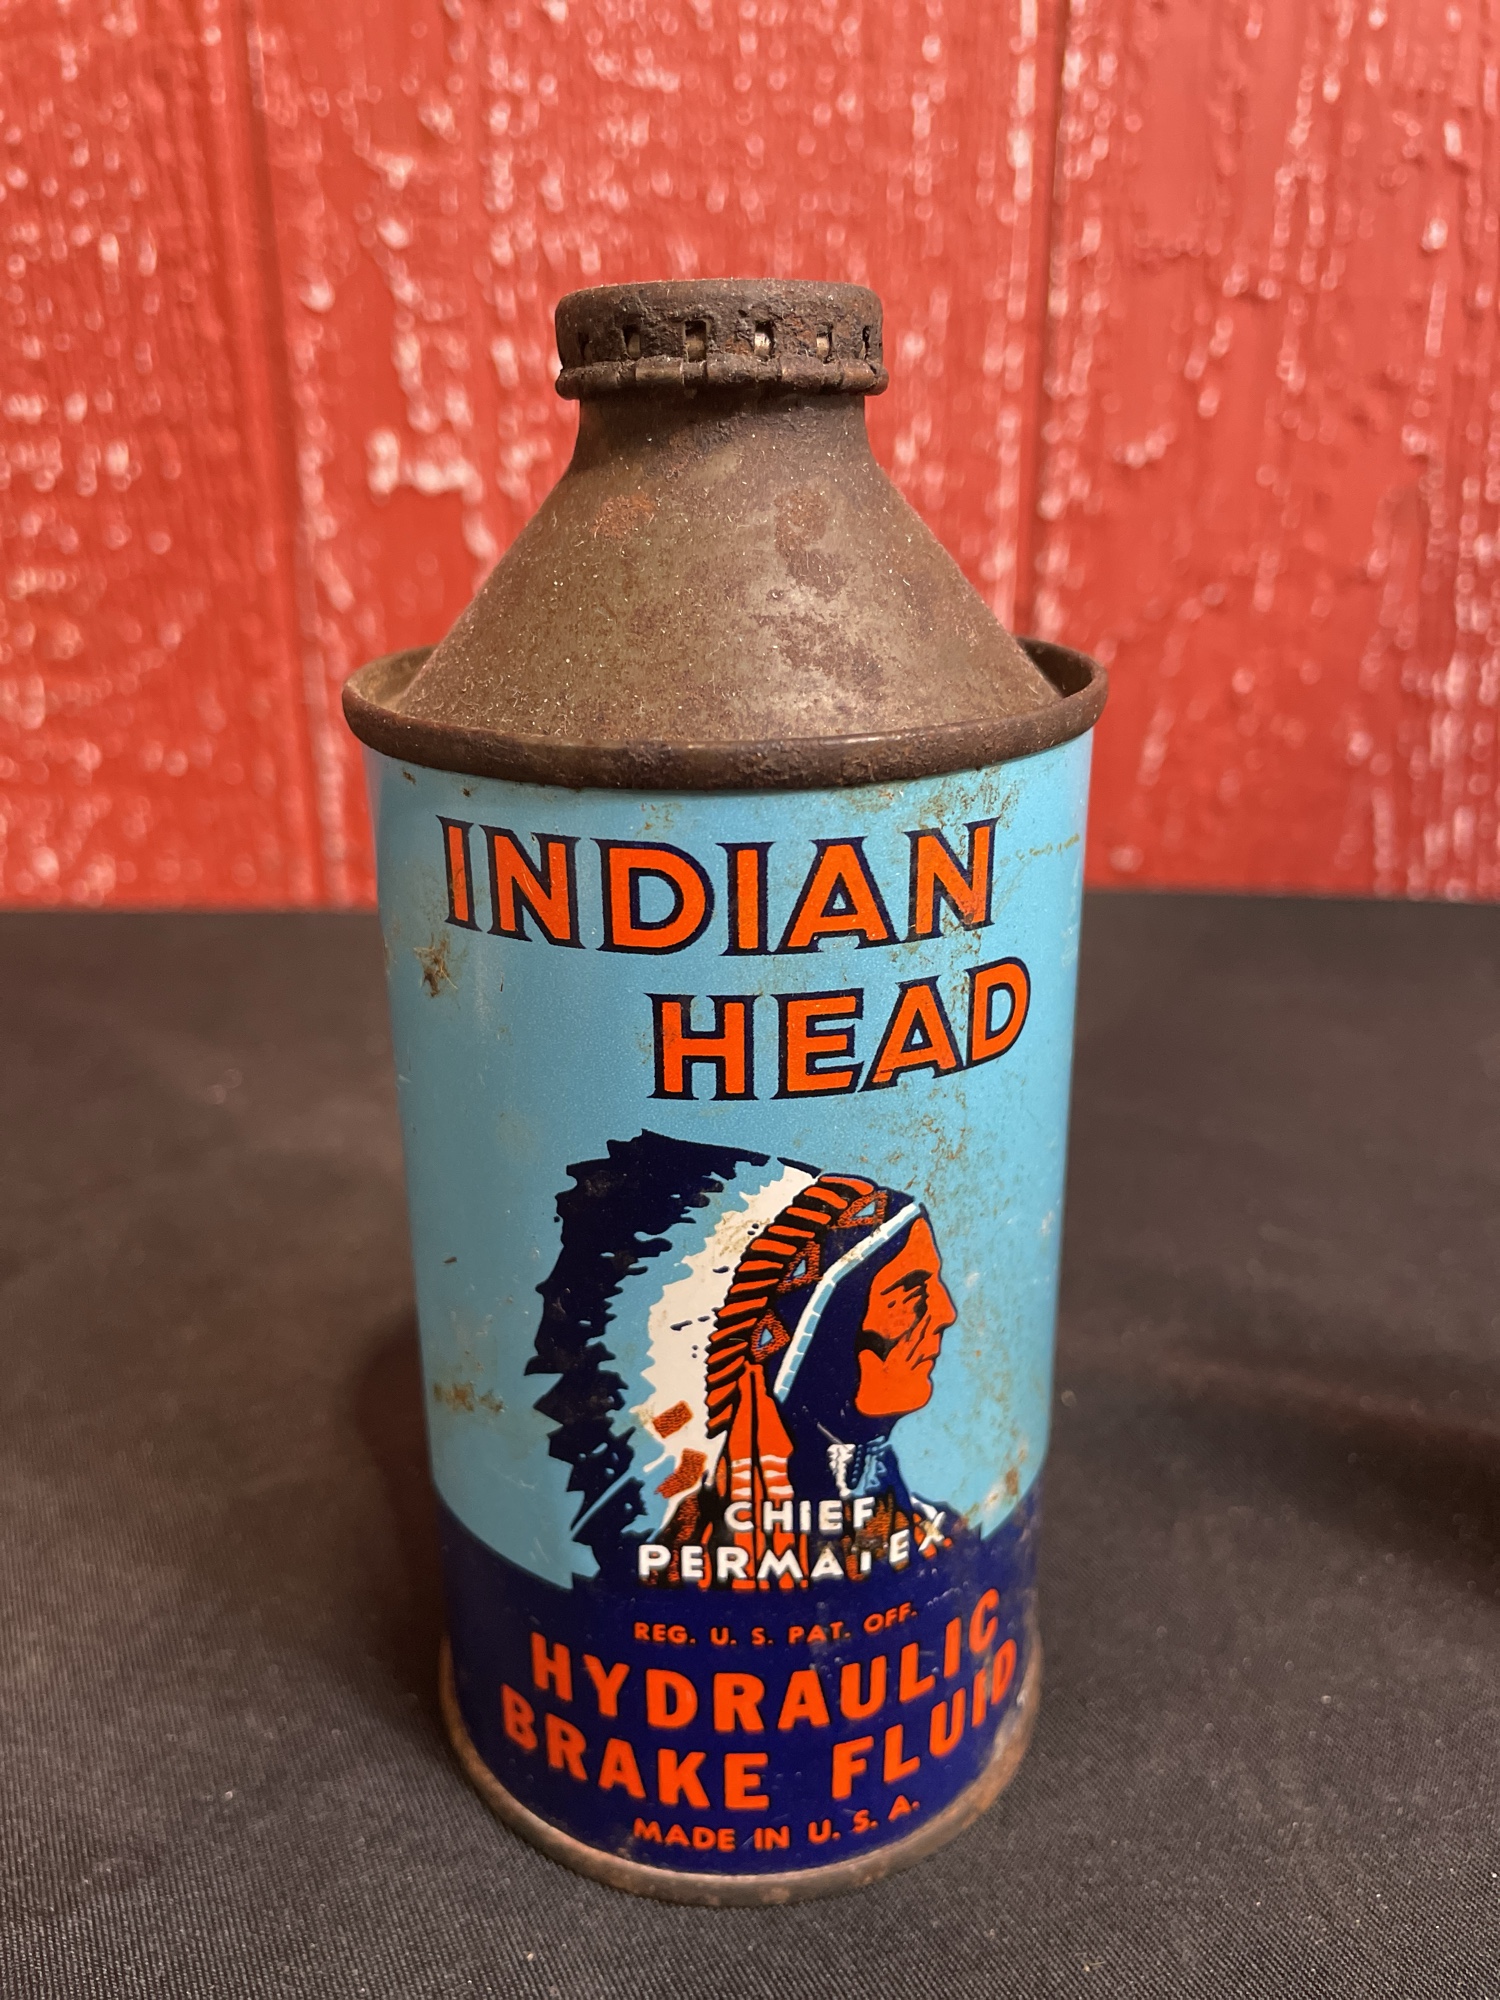 INDIAN
HEAD
CHIEF
PERMATEX
REG. U. S. PAT. OFF.
HYDRAULIC
BRAKE FLUID
MADE IN U. S. A.